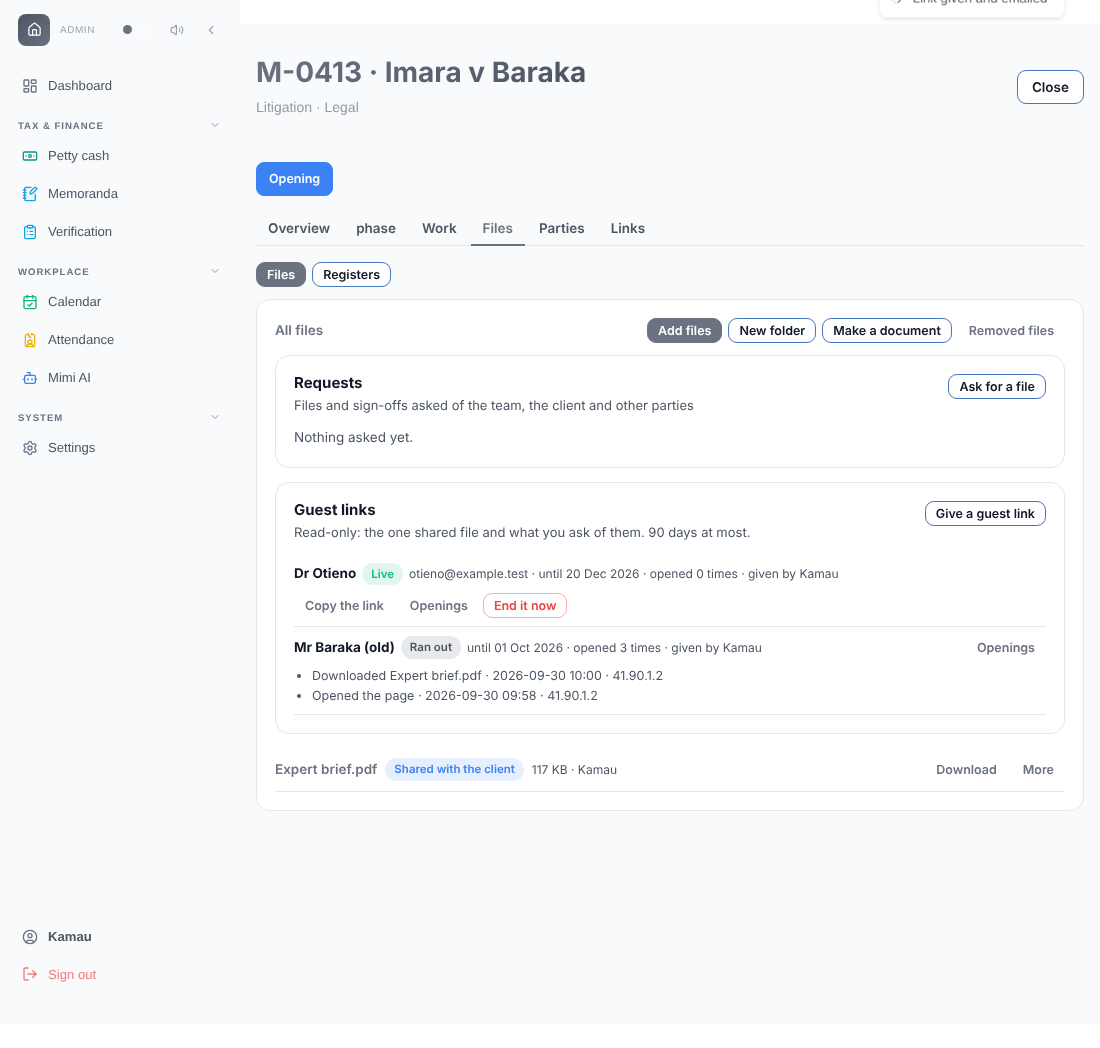 Link given and emailed
ADMIN
Dashboard
TAX & FINANCE
Petty cash
Memoranda
Verification
WORKPLACE
Calendar
Attendance
Mimi AI
SYSTEM
Settings
Kamau
Sign out
M-0413 · Imara v Baraka
Close
Litigation · Legal
Opening
Overview phase Work Files Parties Links
Files Registers
All files Add files New folder Make a document Removed files
Requests Ask for a file
Files and sign-offs asked of the team, the client and other parties
Nothing asked yet.
Guest links Give a guest link
Read-only: the one shared file and what you ask of them. 90 days at most.
Dr Otieno Live otieno@example.test · until 20 Dec 2026 · opened 0 times · given by Kamau
Copy the link Openings End it now
Mr Baraka (old) Ran out until 01 Oct 2026 · opened 3 times · given by Kamau Openings
• Downloaded Expert brief.pdf · 2026-09-30 10:00 · 41.90.1.2
• Opened the page · 2026-09-30 09:58 · 41.90.1.2
Expert brief.pdf Shared with the client 117 KB · Kamau Download More